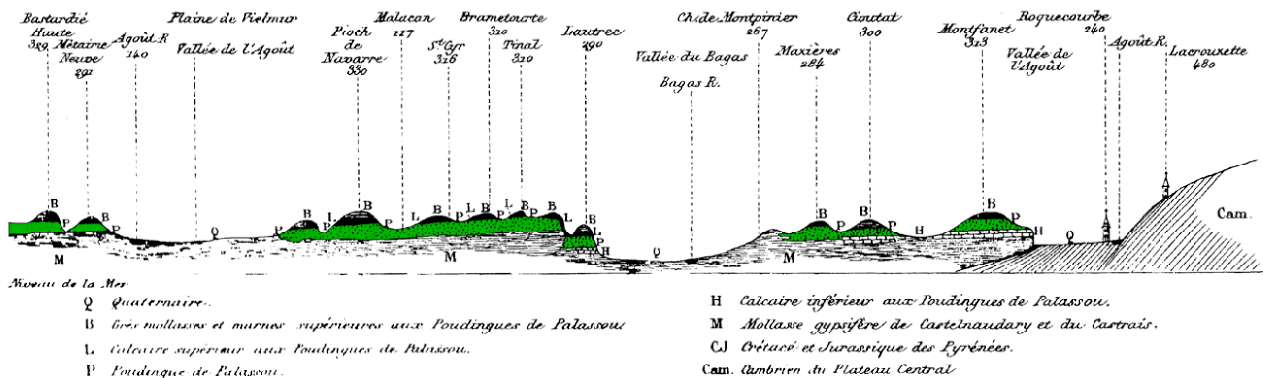 Bastardié
Haute
329
Métairie
Neuve
291
Agoût R
140
Plaine de Vielmur
Vallée de l'Agoût
Pioch
de
Navarre
330
Malacan
227
St Cyr
316
Brametourte
320
Tinal
310
Lautrec
290
Ch. de Montpinier
267
Vallée du Bagas
Bagas R.
Maxières
284
Cioutat
300
Montfanet
313
Roquecourbe
240
Vallée de
l'Agoût
Agoût R.
Lacrouxette
480
B
P
B
P
Q
P
B
P
L
B
P
L
B
P
L
B
P
L
B
P
B
L
B
L
P
H
Q
B
P
B
P
H
B
P
H
Q
Cam.
M
M
M
Niveau de la Mer
Q Quaternaire.
B Grès mollasses et marnes supérieures aux Poudingues de Palassou
L Calcaire supérieur aux Poudingues de Palassou.
P Poudingue de Palassou.
H Calcaire inférieur aux Poudingues de Palassou.
M Mollasse gypsifère de Castelnaudary et du Castrais.
CJ Crétacé et Jurassique des Pyrénées.
Cam. Cambrien du Plateau Central